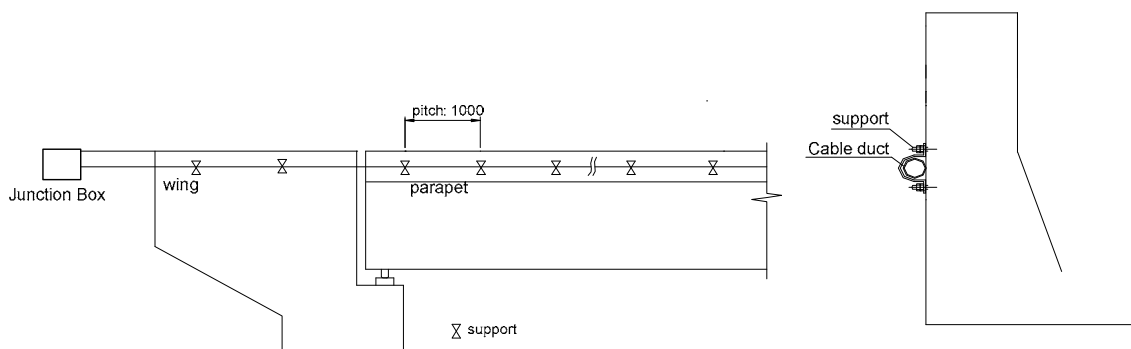 pitch: 1000
support
Cable duct
wing
parapet
Junction Box
support